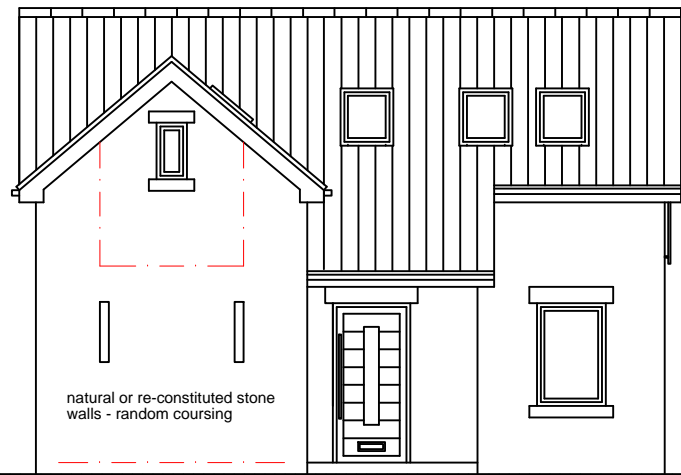 natural or re-constituted stone
walls - random coursing